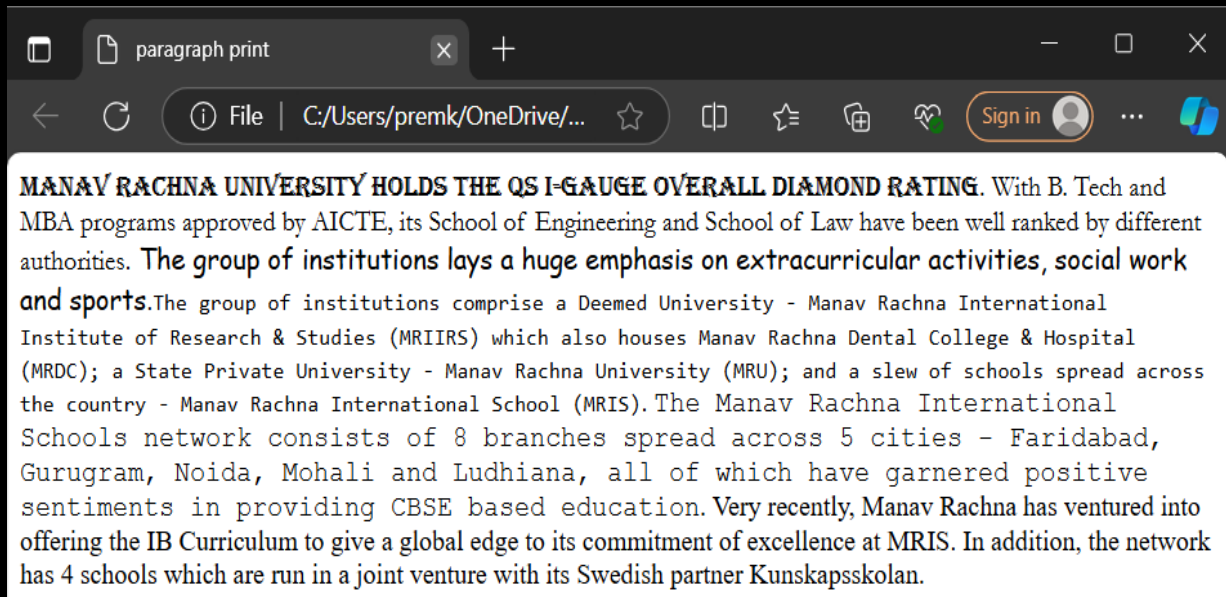 paragraph print
File | C:/Users/premk/OneDrive/... Sign in
MANAV RACHNA UNIVERSITY HOLDS THE QS I-GAUGE OVERALL DIAMOND RATING. With B. Tech and
MBA programs approved by AICTE, its School of Engineering and School of Law have been well ranked by different
authorities. The group of institutions lays a huge emphasis on extracurricular activities, social work
and sports.The group of institutions comprise a Deemed University - Manav Rachna International
Institute of Research & Studies (MRIIRS) which also houses Manav Rachna Dental College & Hospital
(MRDC); a State Private University - Manav Rachna University (MRU); and a slew of schools spread across
the country - Manav Rachna International School (MRIS). The Manav Rachna International
Schools network consists of 8 branches spread across 5 cities – Faridabad,
Gurugram, Noida, Mohali and Ludhiana, all of which have garnered positive
sentiments in providing CBSE based education. Very recently, Manav Rachna has ventured into
offering the IB Curriculum to give a global edge to its commitment of excellence at MRIS. In addition, the network
has 4 schools which are run in a joint venture with its Swedish partner Kunskapsskolan.